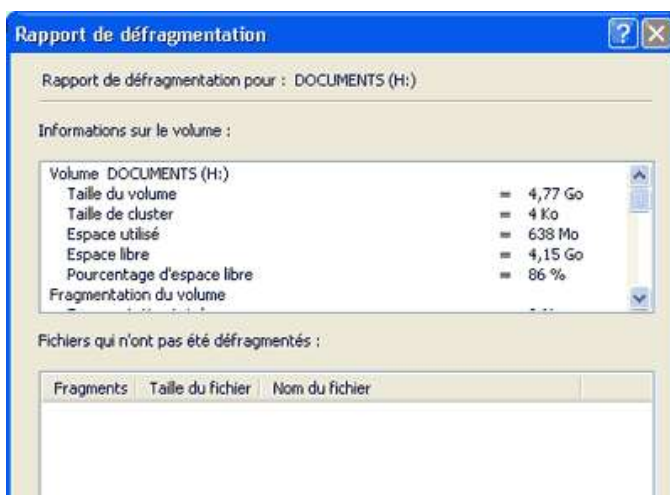 Rapport de défragmentation
Rapport de défragmentation pour : DOCUMENTS (H:)
Informations sur le volume :
Volume DOCUMENTS (H:)
Taille du volume = 4,77 Go
Taille de cluster = 4 Ko
Espace utilisé = 638 Mo
Espace libre = 4,15 Go
Pourcentage d'espace libre = 86 %
Fragmentation du volume
Fichiers qui n'ont pas été défragmentés :
Fragments Taille du fichier Nom du fichier